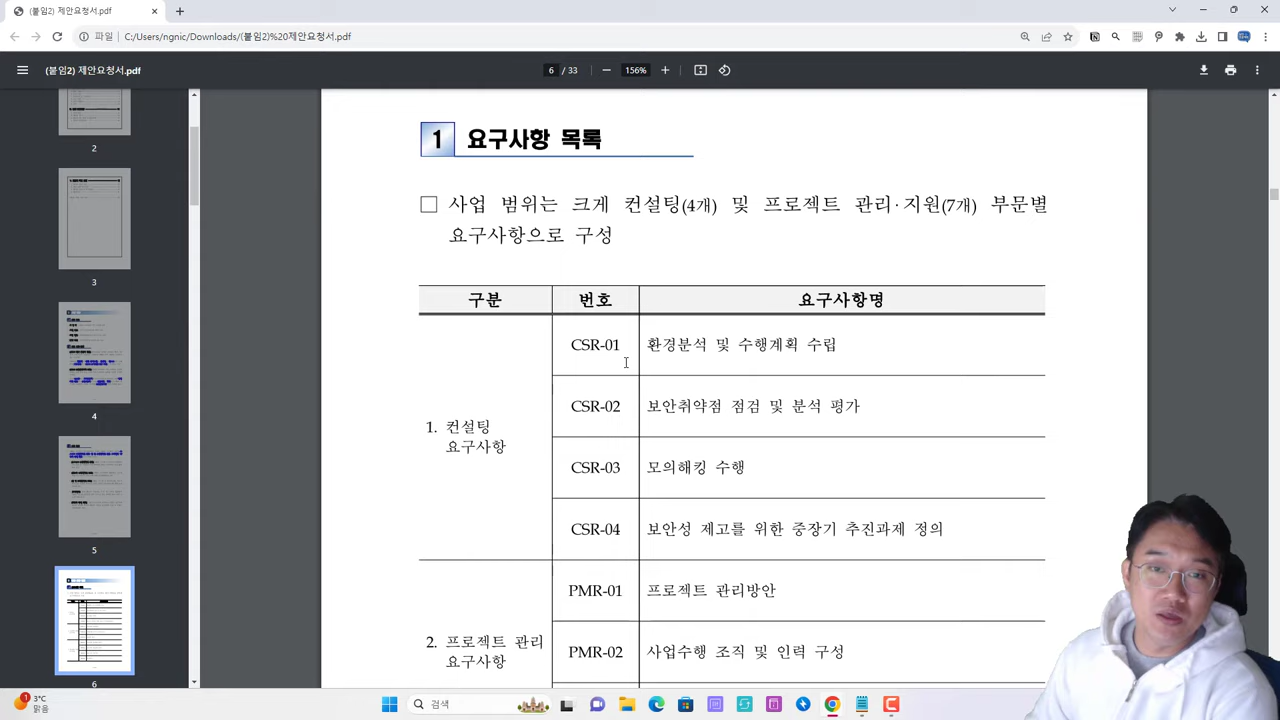 (붙임2) 제안요청서.pdf
파일
C:/Users/ngnic/Downloads/(붙임2)%20제안요청서.pdf
(붙임2) 제안요청서.pdf
6 / 33
156%
2
3
4
5
6
1 요구사항 목록
□ 사업 범위는 크게 컨설팅(4개) 및 프로젝트 관리·지원(7개) 부문별
요구사항으로 구성
구분 번호 요구사항명
1. 컨설팅
요구사항
CSR-01 환경분석 및 수행계획 수립
CSR-02 보안취약점 점검 및 분석 평가
CSR-03 모의해킹 수행
CSR-04 보안성 제고를 위한 중장기 추진과제 정의
2. 프로젝트 관리
요구사항
PMR-01 프로젝트 관리방안
PMR-02 사업수행 조직 및 인력 구성
1
3°C
맑음
검색